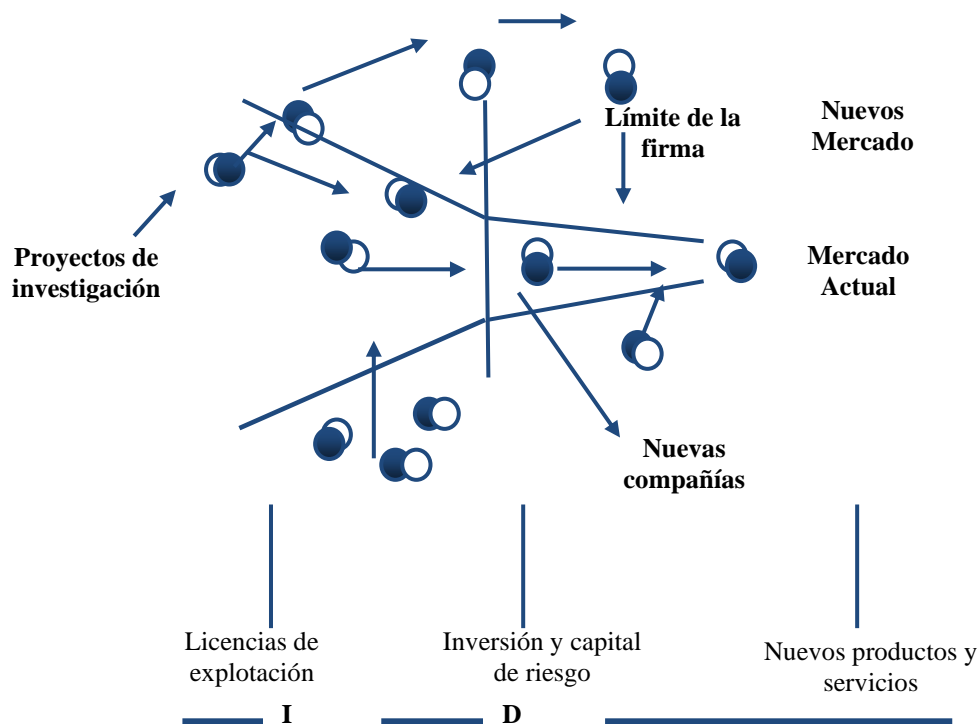 Límite de la
firma
Nuevos
Mercado
Proyectos de
investigación
Mercado
Actual
Nuevas
compañías
Licencias de
explotación
Inversión y capital
de riesgo
Nuevos productos y
servicios
I
D